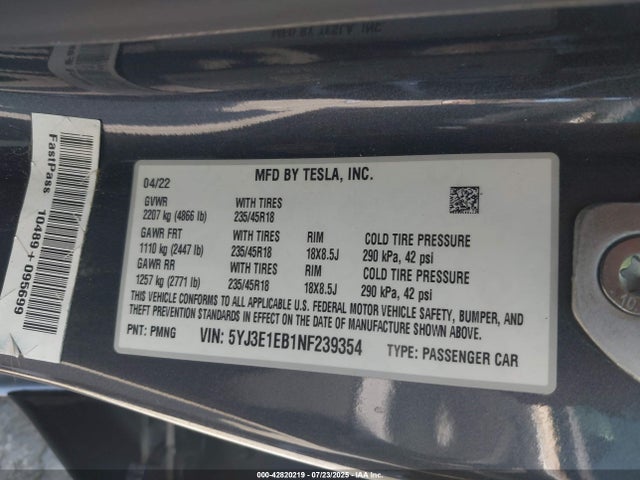 MFD BY TESLA, INC.
04/22
GVWR WITH TIRES
2207 kg (4866 lb) 235/45R18
GAWR FRT WITH TIRES RIM COLD TIRE PRESSURE
1110 kg (2447 lb) 235/45R18 18X8.5J 290 kPa, 42 psi
GAWR RR WITH TIRES RIM COLD TIRE PRESSURE
1257 kg (2771 lb) 235/45R18 18X8.5J 290 kPa, 42 psi
THIS VEHICLE CONFORMS TO ALL APPLICABLE U.S. FEDERAL MOTOR VEHICLE SAFETY, BUMPER, AND
THEFT PREVENTION STANDARDS IN EFFECT ON THE DATE OF MANUFACTURE SHOWN ABOVE.
PNT: PMNG VIN: 5YJ3E1EB1NF239354 TYPE: PASSENGER CAR
FastPass
10489 + 095699
000-42820219 - 07/23/2025 - IAA Inc.